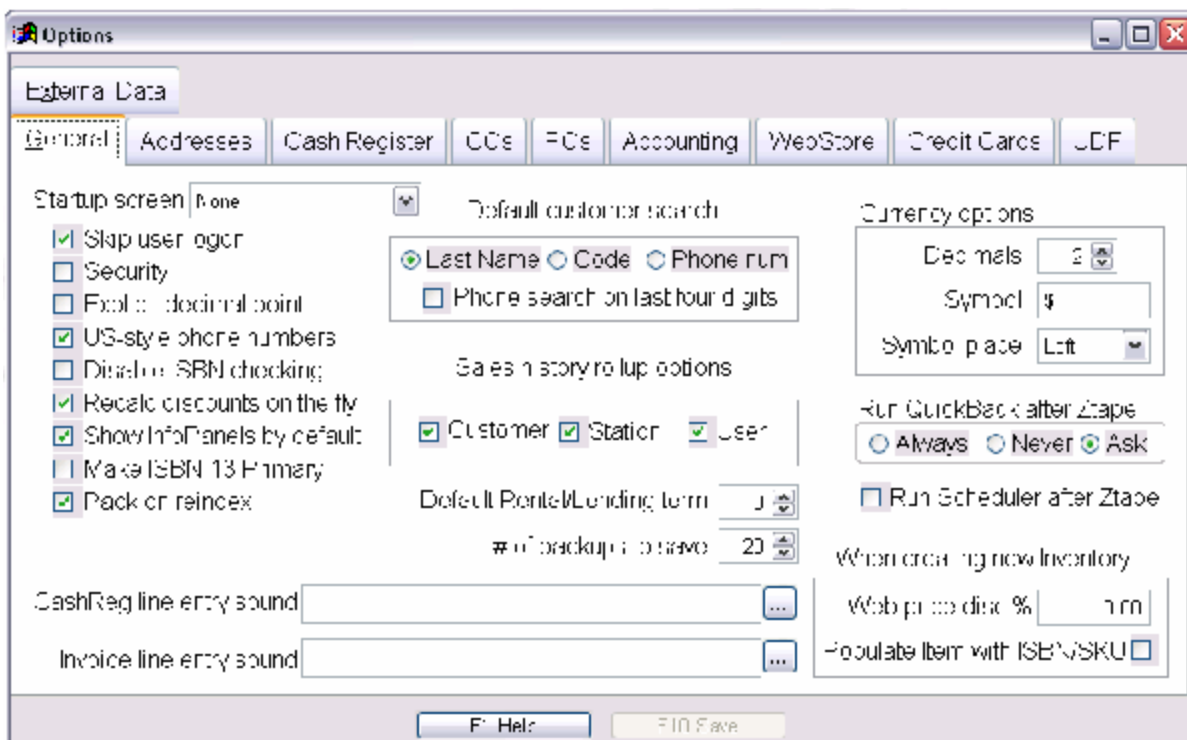 Options
External Data
General Addresses Cash Register Accounting WebStore Credit Cards UDF
Startup screen None
Skip user logon
Security
Explicit decimal point
US-style phone numbers
Disable ISBN checking
Recalc discounts on the fly
Show InfoPanels by default
Make ISBN 13 Primary
Pack on reindex
Default customer search
Last Name Code Phone num
Phone search on last four digits
Sales history rollup options
Customer Station User
Default Rental/Lending term
# of backups to save 20
Currency options
Decimals 2
Symbol $
Symbol place Left
Run QuickBack after Ztape
Always Never Ask
Run Scheduler after Ztape
When creating new Inventory
Web price disc % 0.00
Populate Item with ISBN/SKU
CashReg line entry sound ...
Invoice line entry sound ...
F1 Help F10 Save